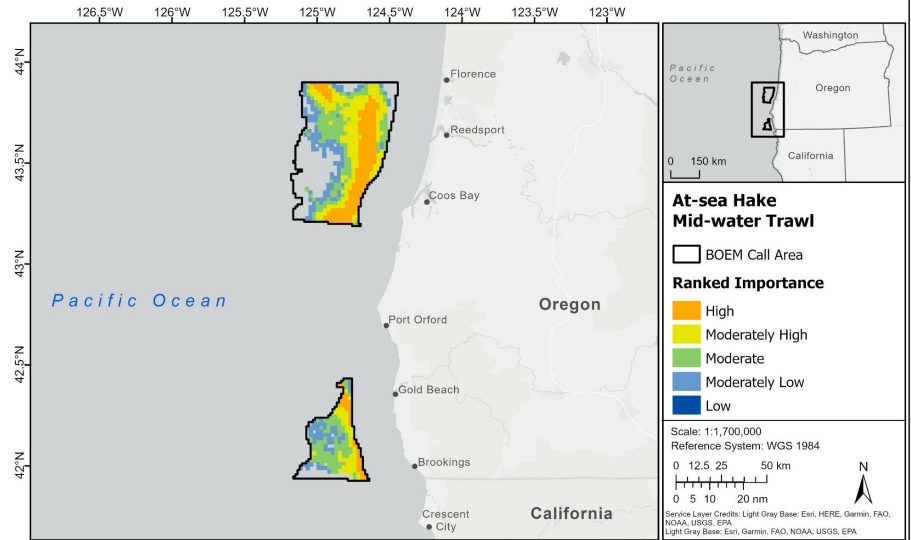 126.5°W 126°W 125.5°W 125°W 124.5°W 124°W 123.5°W 123°W
44°N
43.5°N
43°N
42.5°N
42°N
Florence
Reedsport
Coos Bay
Pacific Ocean
Oregon
Port Orford
Gold Beach
Brookings
California
Crescent
City
Washington
Pacific
Ocean
Oregon
California
0 150 km
At-sea Hake
Mid-water Trawl
BOEM Call Area
Ranked Importance
High
Moderately High
Moderate
Moderately Low
Low
Scale: 1:1,700,000
Reference System: WGS 1984
0 12.5 25 50 km
0 5 10 20 nm
N
Service Layer Credits: Light Gray Base: Esri, HERE, Garmin, FAO,
NOAA, USGS, EPA
Light Gray Base: Esri, Garmin, FAO, NOAA, USGS, EPA